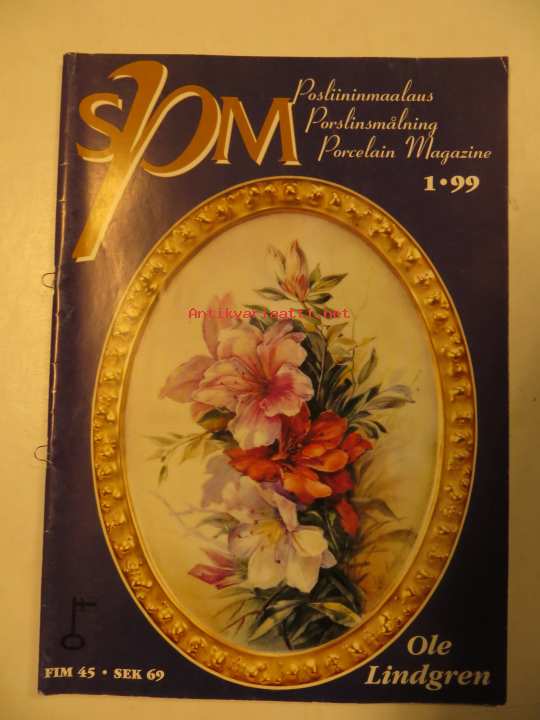 SPM
Posliininmaalaus
Porslinsmålning
Porcelain Magazine
1•99
Antikvariaatti.net
Ole
Lindgren
FIM 45 • SEK 69